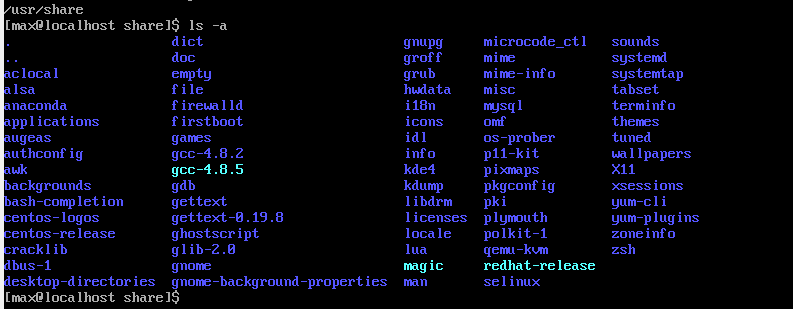 /usr/share
[max@localhost share]$ ls -a
.                    dict                         gnupg     microcode_ctl   sounds
..                   doc                          groff     mime            systemd
aclocal              empty                        grub      mime-info       systemtap
alsa                 file                         hwdata    misc            tabset
anaconda             firewalld                    i18n      mysql           terminfo
applications         firstboot                    icons     omf             themes
augeas               games                        idl       os-prober       tuned
authconfig           gcc-4.8.2                    info      p11-kit         wallpapers
awk                  gcc-4.8.5                    kde4      pixmaps         X11
backgrounds          gdb                          kdump     pkgconfig       xsessions
bash-completion      gettext                      libdrm    pki             yum-cli
centos-logos         gettext-0.19.8               licenses  plymouth        yum-plugins
centos-release       ghostscript                  locale    polkit-1        zoneinfo
cracklib             glib-2.0                     lua       qemu-kvm        zsh
dbus-1               gnome                        magic     redhat-release
desktop-directories  gnome-background-properties  man       selinux
[max@localhost share]$